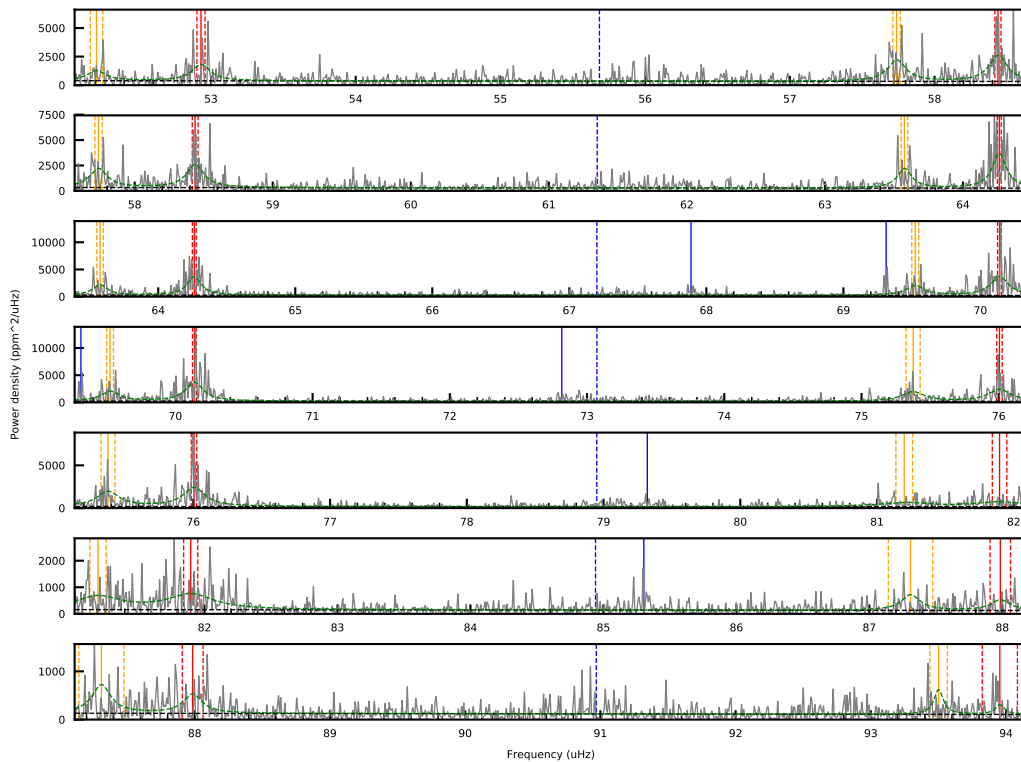 5000
2500
0
53 54 55 56 57 58
7500
5000
2500
0
58 59 60 61 62 63 64
10000
5000
0
64 65 66 67 68 69 70
Power density (ppm^2/uHz)
10000
5000
0
70 71 72 73 74 75 76
5000
0
76 77 78 79 80 81 82
2000
1000
0
82 83 84 85 86 87 88
1000
0
88 89 90 91 92 93 94
Frequency (uHz)